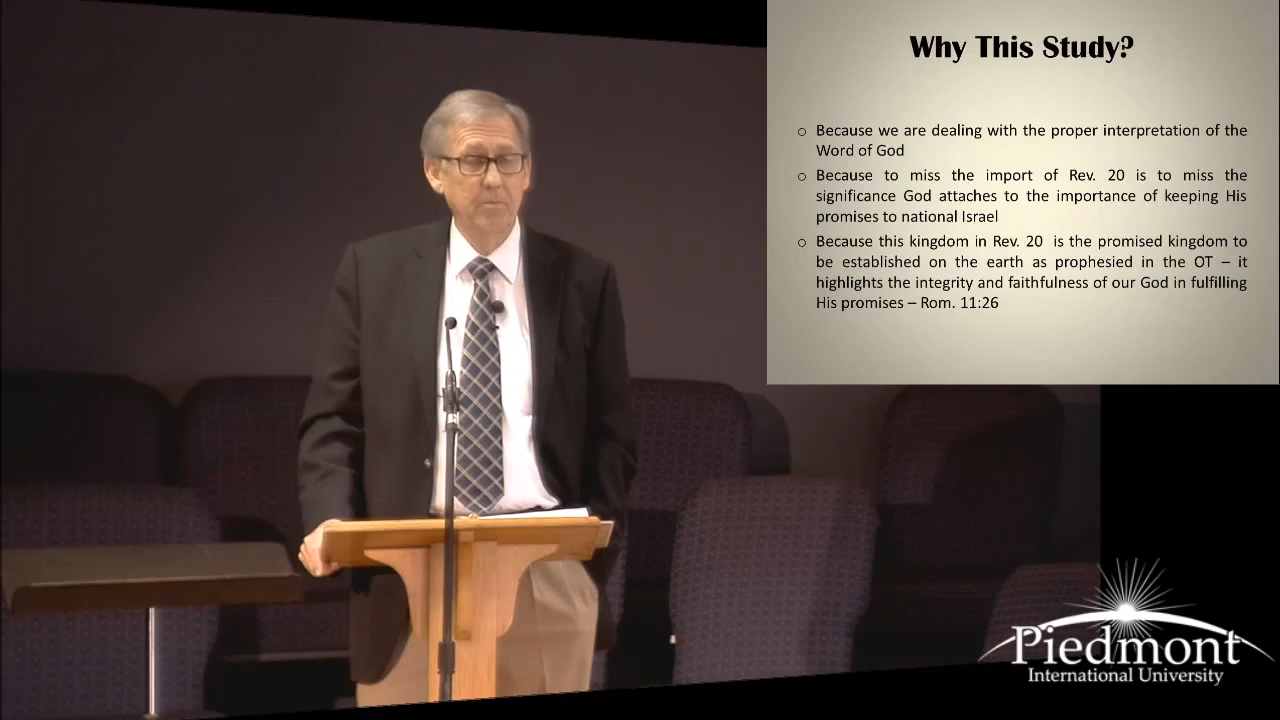 Why This Study?
o Because we are dealing with the proper interpretation of the
Word of God
o Because to miss the import of Rev. 20 is to miss the
significance God attaches to the importance of keeping His
promises to national Israel
o Because this kingdom in Rev. 20 is the promised kingdom to
be established on the earth as prophesied in the OT – it
highlights the integrity and faithfulness of our God in fulfilling
His promises – Rom. 11:26
Piedmont
International University